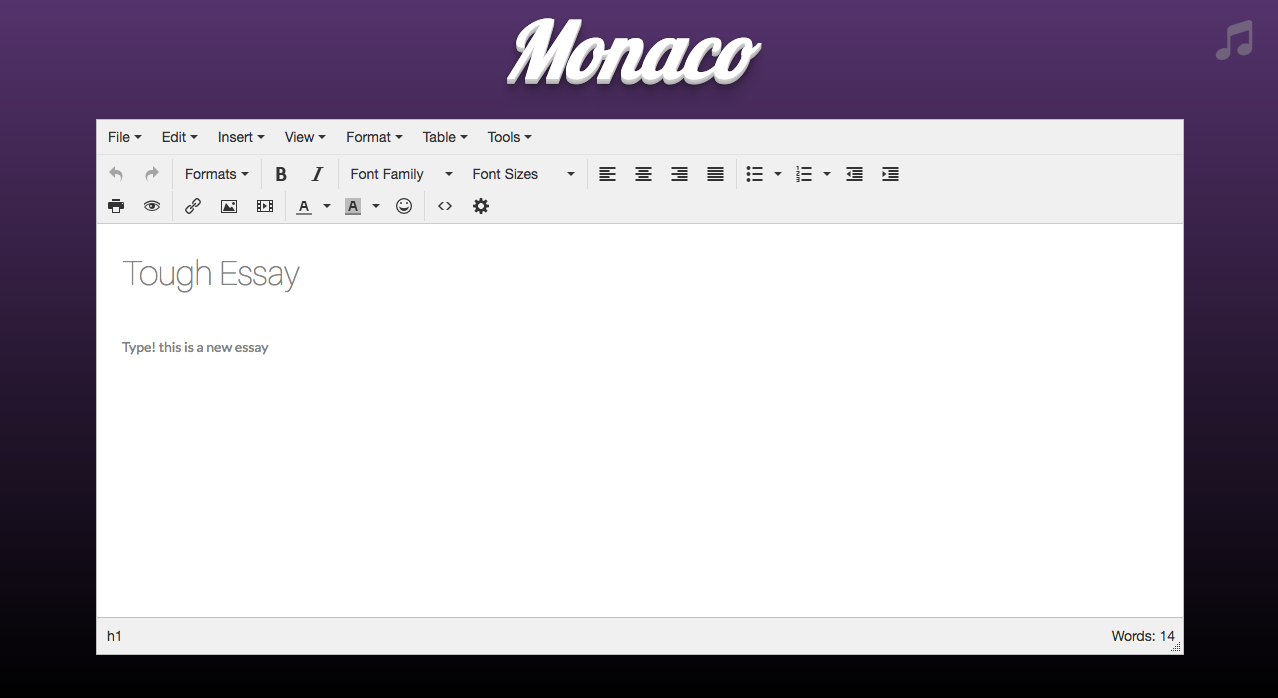 Monaco
File Edit Insert View Format Table Tools
Formats B I Font Family Font Sizes
A A
Tough Essay
Type! this is a new essay
h1 Words: 14